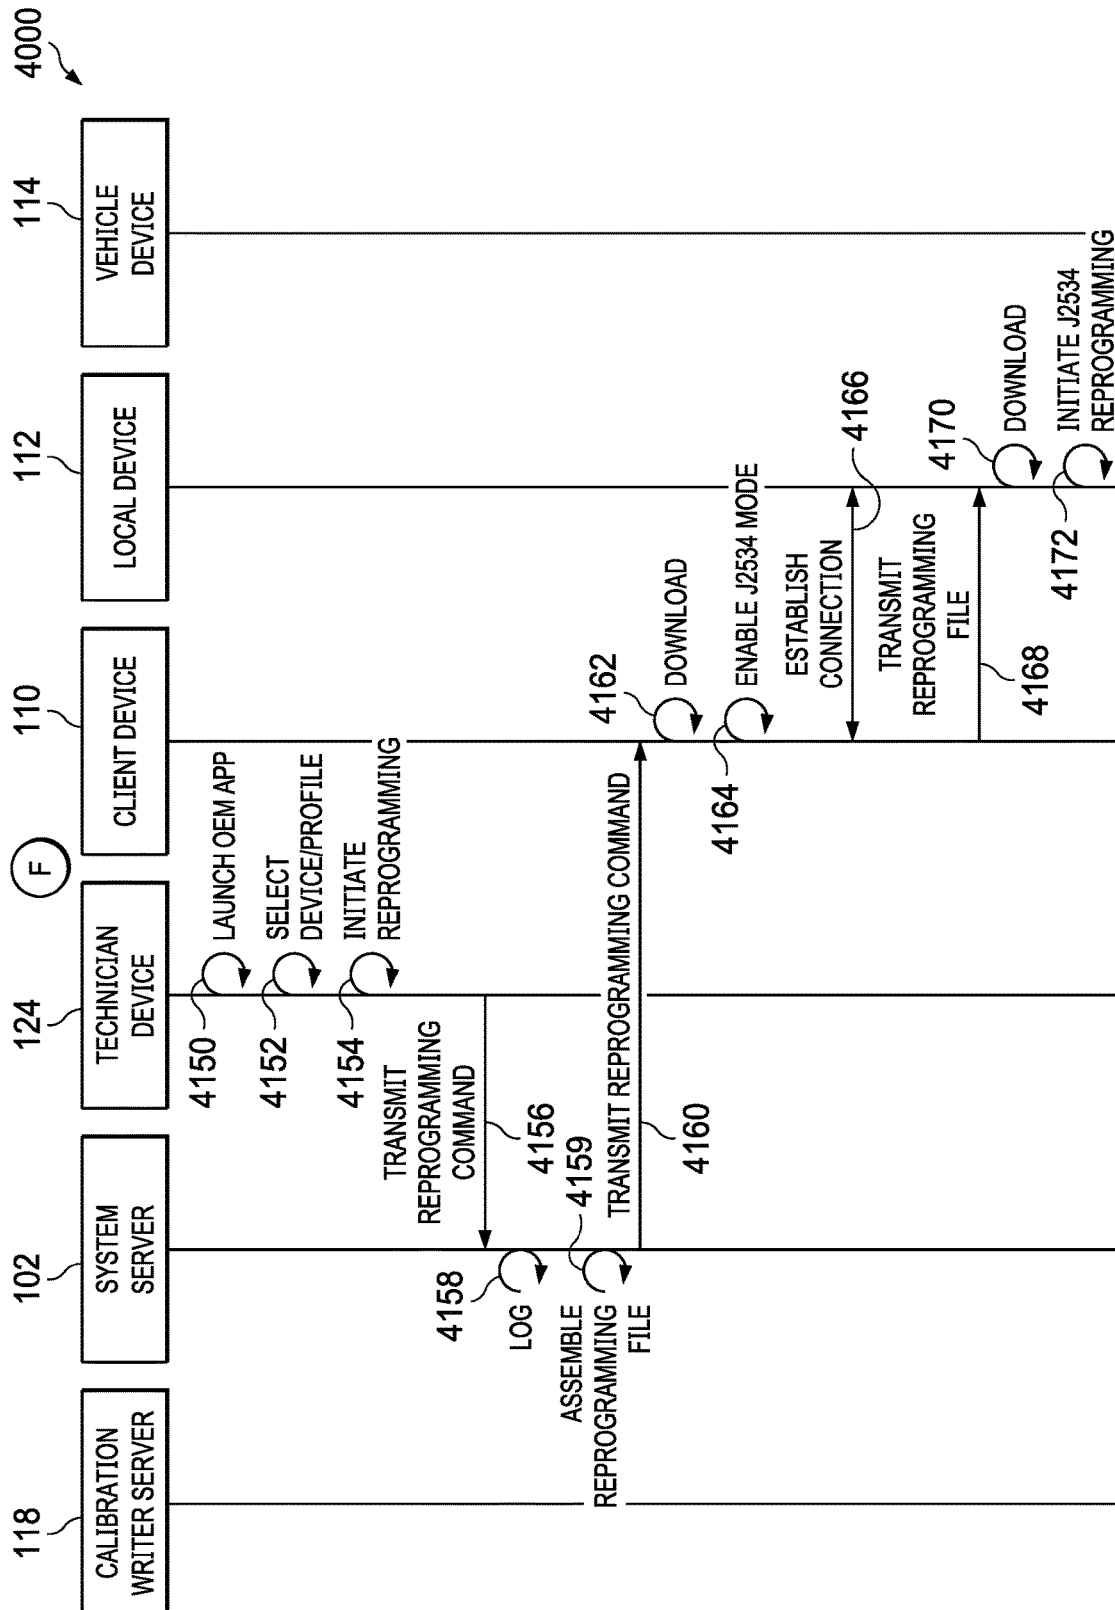 4000
118
102
124
F
110
112
114
CALIBRATION
WRITER SERVER
SYSTEM
SERVER
TECHNICIAN
DEVICE
CLIENT DEVICE
LOCAL DEVICE
VEHICLE
DEVICE
4150
LAUNCH OEM APP
4152
SELECT
DEVICE/PROFILE
4154
INITIATE
REPROGRAMMING
TRANSMIT
REPROGRAMMING
COMMAND
4156
4158
LOG
4159
ASSEMBLE
REPROGRAMMING
FILE
TRANSMIT REPROGRAMMING COMMAND
4160
4162
DOWNLOAD
4164
ENABLE J2534 MODE
ESTABLISH
CONNECTION
4166
TRANSMIT
REPROGRAMMING
FILE
4168
4170
DOWNLOAD
4172
INITIATE J2534
REPROGRAMMING